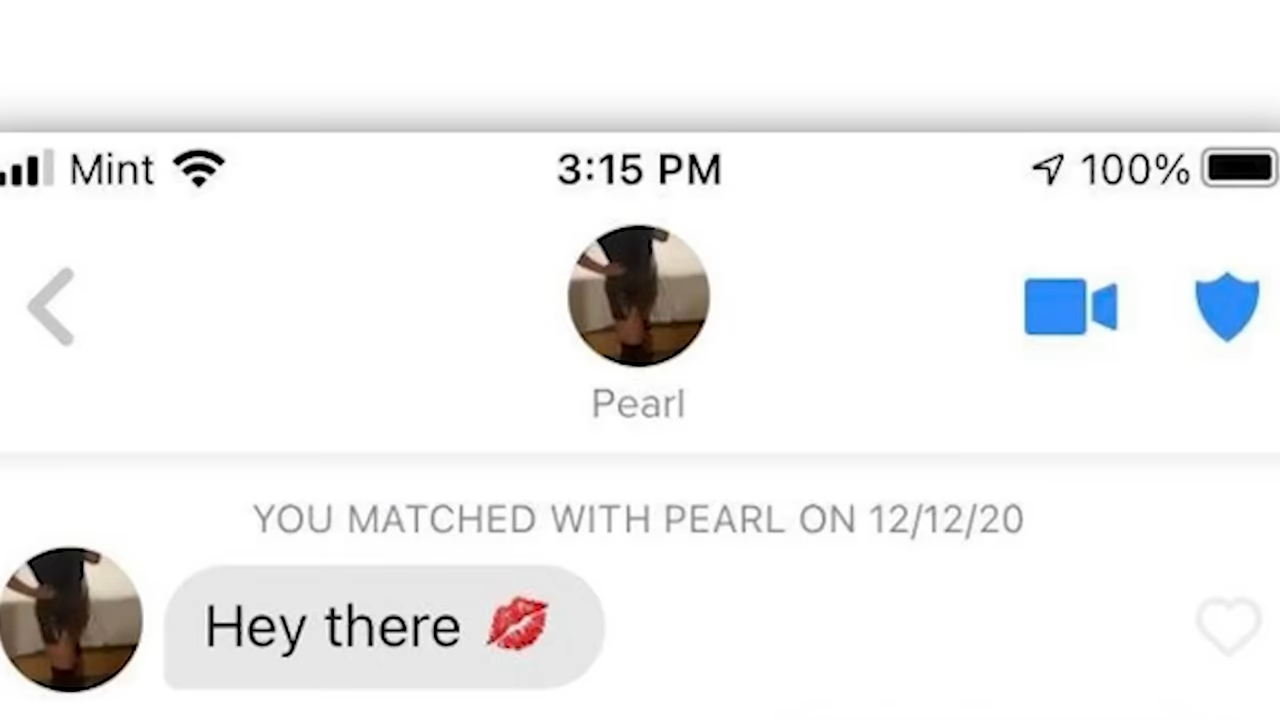 Mint 3:15 PM 100%
Pearl
YOU MATCHED WITH PEARL ON 12/12/20
Hey there 💋